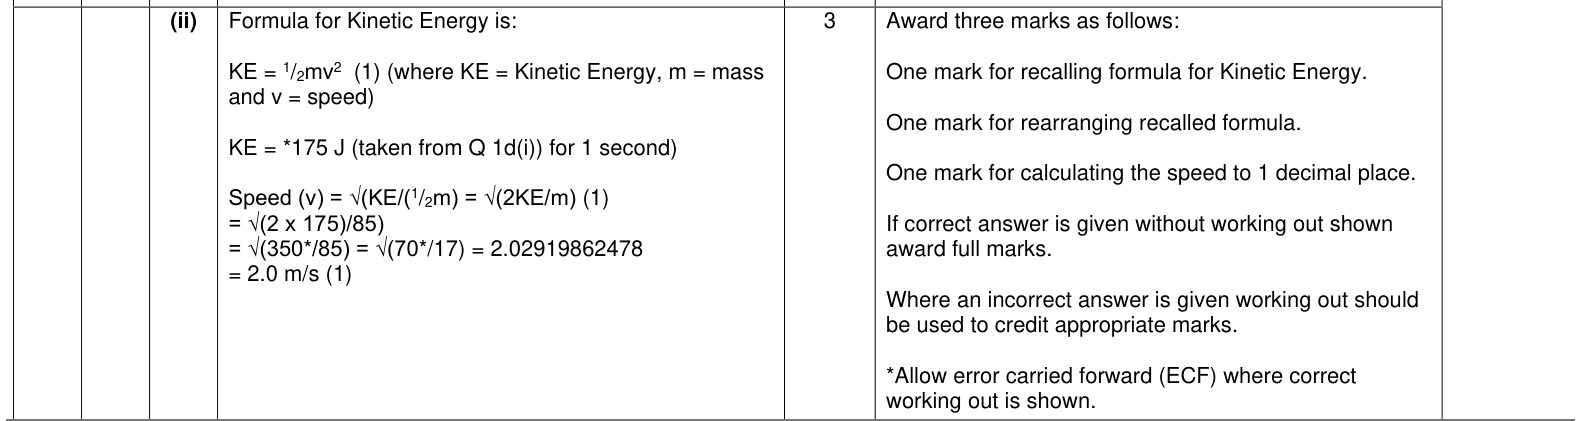 (ii)
Formula for Kinetic Energy is:
KE = ¹/₂mv² (1) (where KE = Kinetic Energy, m = mass
and v = speed)
KE = *175 J (taken from Q 1d(i)) for 1 second)
Speed (v) = √(KE/(¹/₂m) = √(2KE/m) (1)
= √(2 x 175)/85)
= √(350*/85) = √(70*/17) = 2.02919862478
= 2.0 m/s (1)
3
Award three marks as follows:
One mark for recalling formula for Kinetic Energy.
One mark for rearranging recalled formula.
One mark for calculating the speed to 1 decimal place.
If correct answer is given without working out shown
award full marks.
Where an incorrect answer is given working out should
be used to credit appropriate marks.
*Allow error carried forward (ECF) where correct
working out is shown.